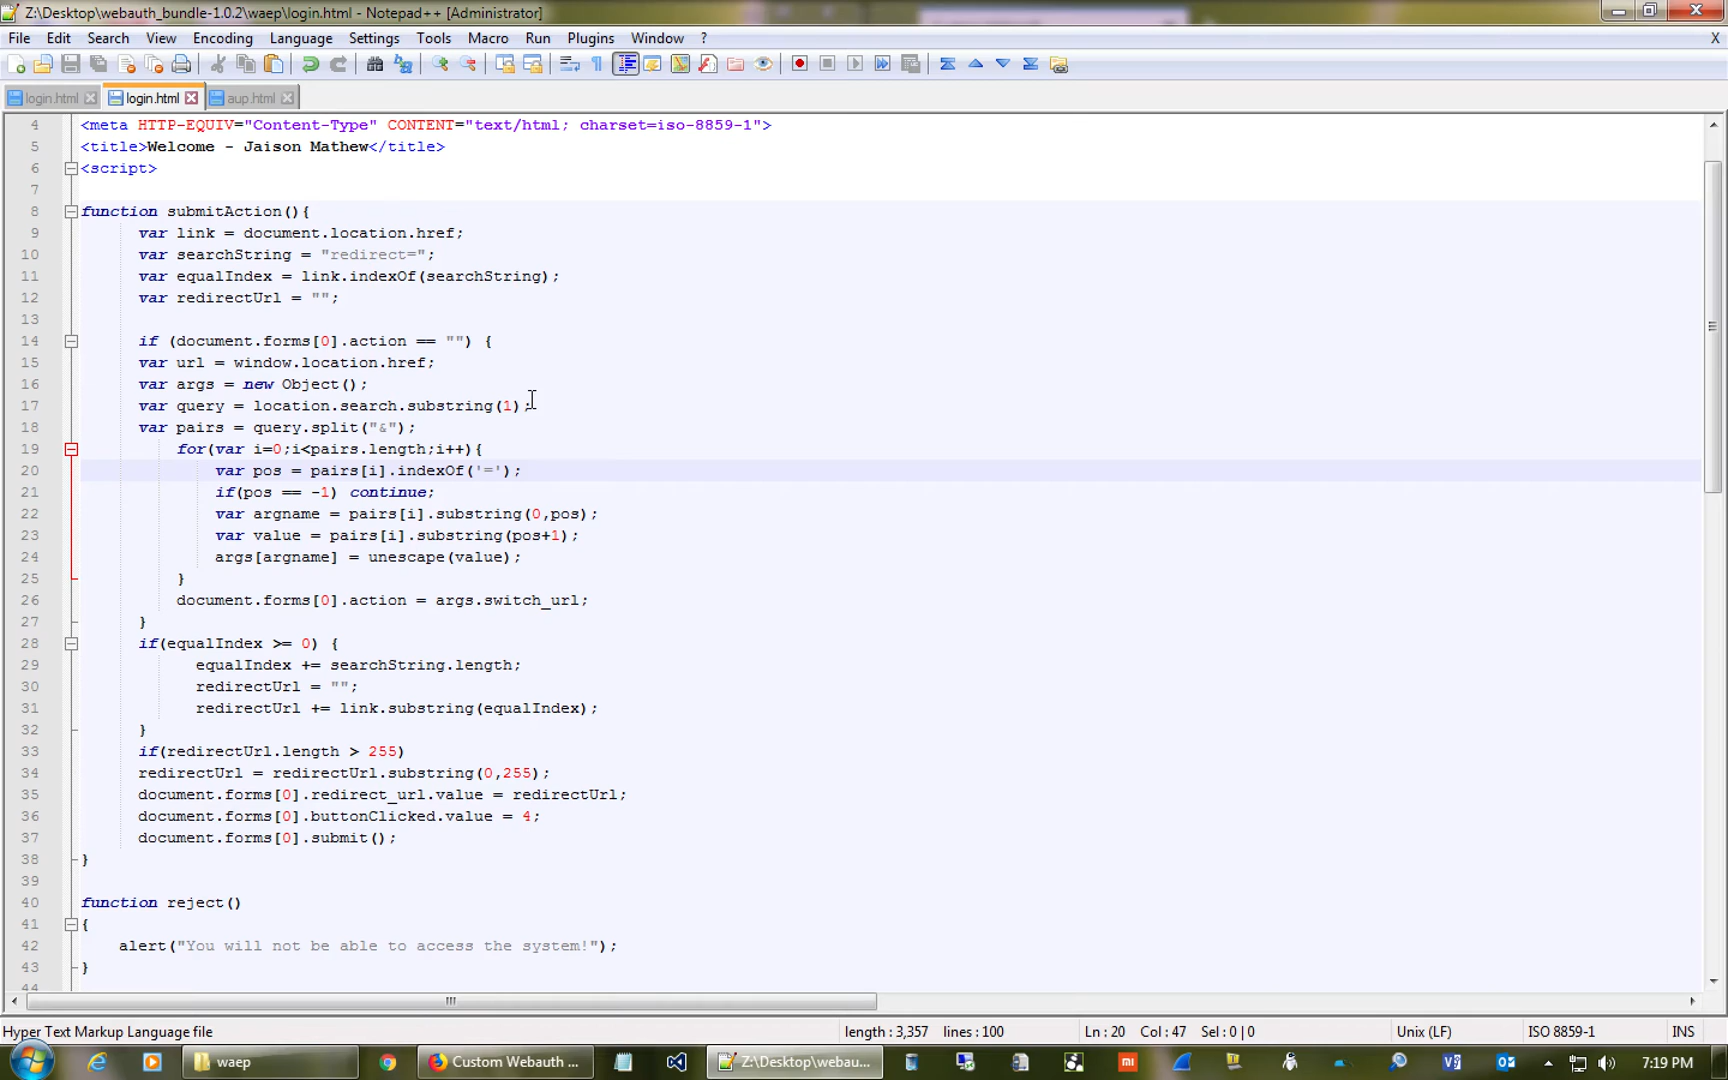 Z:\Desktop\webauth_bundle-1.0.2\waep\login.html - Notepad++ [Administrator]
File Edit Search View Encoding Language Settings Tools Macro Run Plugins Window ? X
login.html login.html aup.html
4 <meta HTTP-EQUIV="Content-Type" CONTENT="text/html; charset=iso-8859-1">
5 <title>Welcome - Jaison Mathew</title>
6 <script>
7
8 function submitAction(){
9 var link = document.location.href;
10 var searchString = "redirect=";
11 var equalIndex = link.indexOf(searchString);
12 var redirectUrl = "";
13
14 if (document.forms[0].action == "") {
15 var url = window.location.href;
16 var args = new Object();
17 var query = location.search.substring(1);
18 var pairs = query.split("&");
19 for(var i=0;i<pairs.length;i++){
20 var pos = pairs[i].indexOf('=');
21 if(pos == -1) continue;
22 var argname = pairs[i].substring(0,pos);
23 var value = pairs[i].substring(pos+1);
24 args[argname] = unescape(value);
25 }
26 document.forms[0].action = args.switch_url;
27 }
28 if(equalIndex >= 0) {
29 equalIndex += searchString.length;
30 redirectUrl = "";
31 redirectUrl += link.substring(equalIndex);
32 }
33 if(redirectUrl.length > 255)
34 redirectUrl = redirectUrl.substring(0,255);
35 document.forms[0].redirect_url.value = redirectUrl;
36 document.forms[0].buttonClicked.value = 4;
37 document.forms[0].submit();
38 }
39
40 function reject()
41 {
42 alert("You will not be able to access the system!");
43 }
44
Hyper Text Markup Language file length : 3,357 lines : 100 Ln : 20 Col : 47 Sel : 0 | 0 Unix (LF) ISO 8859-1 INS
waep Custom Webauth ... Z:\Desktop\webau... 7:19 PM